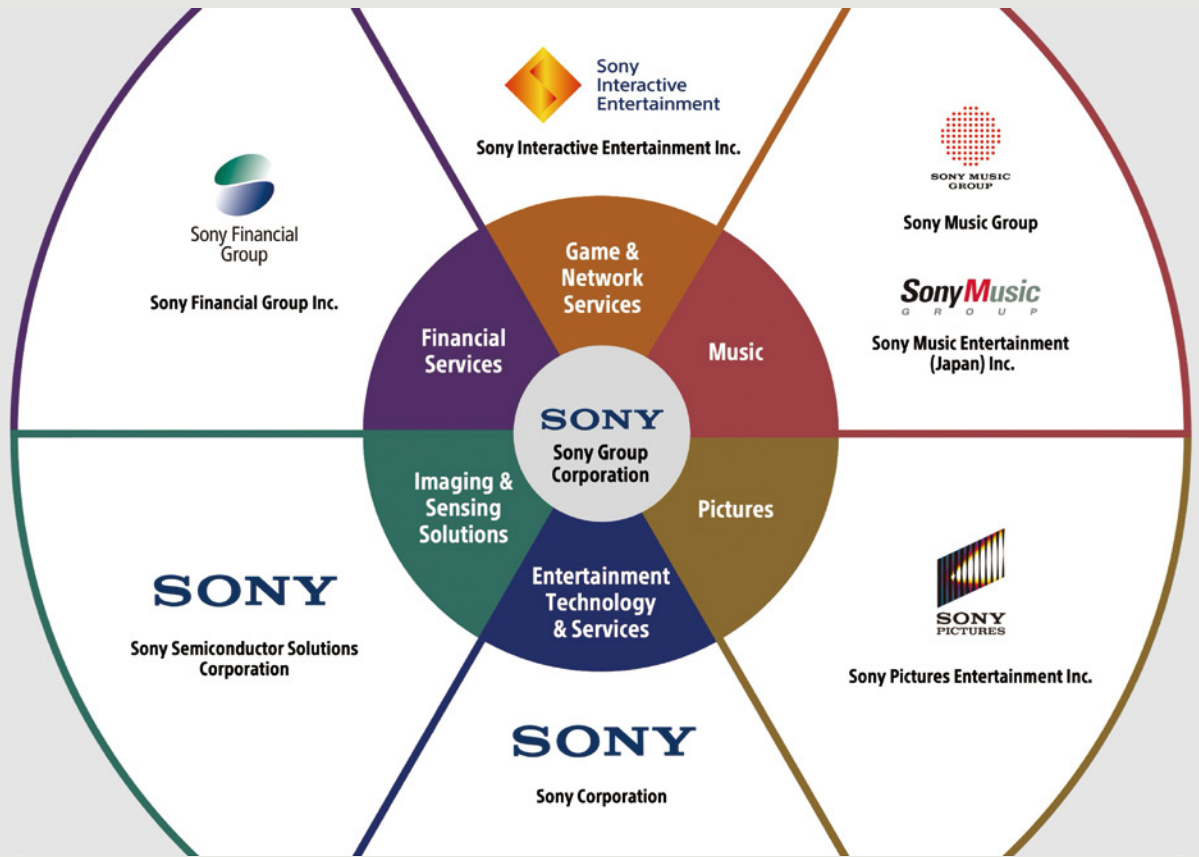 Sony
Interactive
Entertainment
Sony Interactive Entertainment Inc.
SONY MUSIC
GROUP
Sony Music Group
SonyMusic
GROUP
Sony Music Entertainment
(Japan) Inc.
Sony Financial
Group
Sony Financial Group Inc.
Game &
Network
Services
Financial
Services
Music
SONY
Sony Group
Corporation
Imaging &
Sensing
Solutions
Pictures
Entertainment
Technology
& Services
SONY
Sony Semiconductor Solutions
Corporation
SONY
PICTURES
Sony Pictures Entertainment Inc.
SONY
Sony Corporation